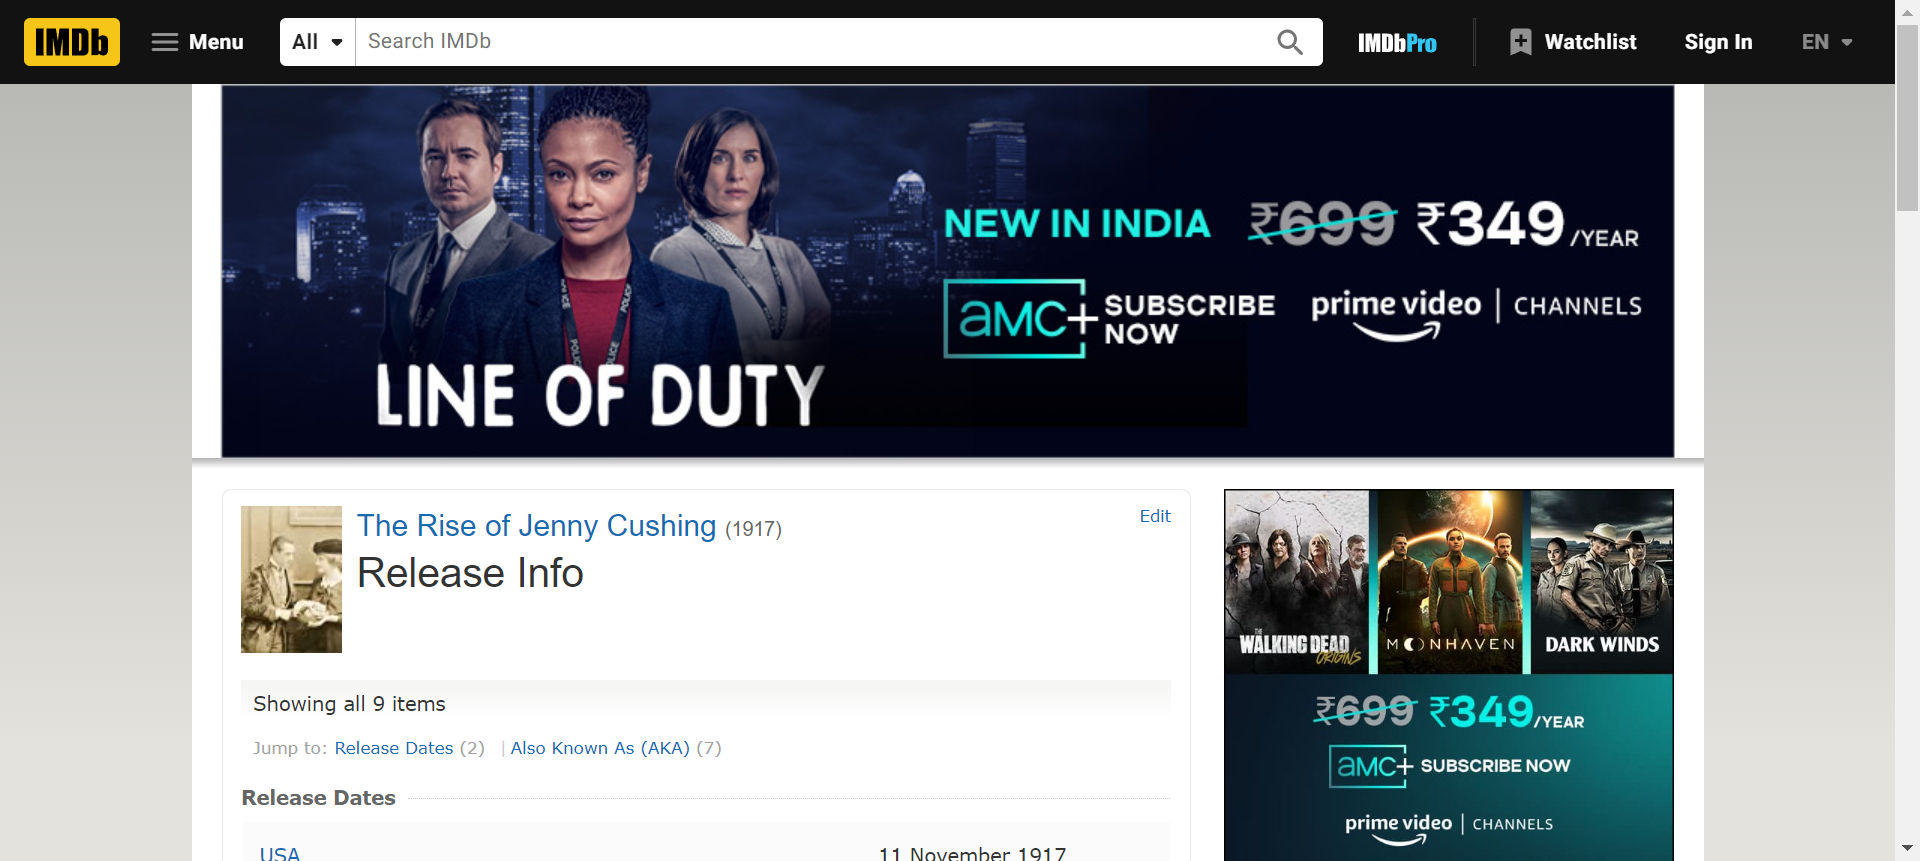 IMDb Menu All Search IMDb IMDbPro Watchlist Sign In EN
NEW IN INDIA ₹699 ₹349 /YEAR
aMC+ SUBSCRIBE NOW prime video | CHANNELS
POLICE
POLICE
LINE OF DUTY
The Rise of Jenny Cushing (1917)
Edit
Release Info
Showing all 9 items
Jump to: Release Dates (2) | Also Known As (AKA) (7)
Release Dates
USA 11 November 1917
THE WALKING DEAD ORIGINS
MOONHAVEN
DARK WINDS
₹699 ₹349/YEAR
aMC+ SUBSCRIBE NOW
prime video | CHANNELS